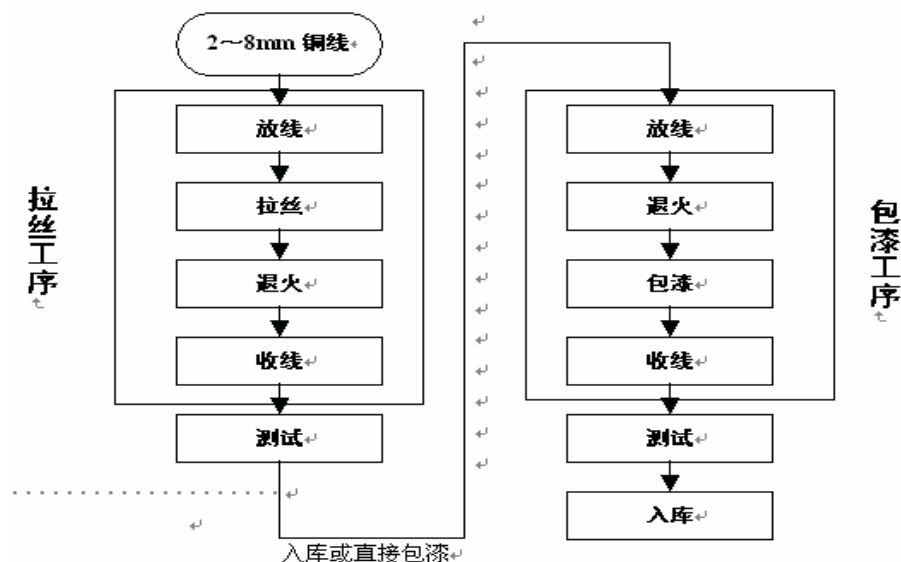 2～8mm 铜线
拉丝工序
放线
拉丝
退火
收线
测试
入库或直接包漆
包漆工序
放线
退火
包漆
收线
测试
入库